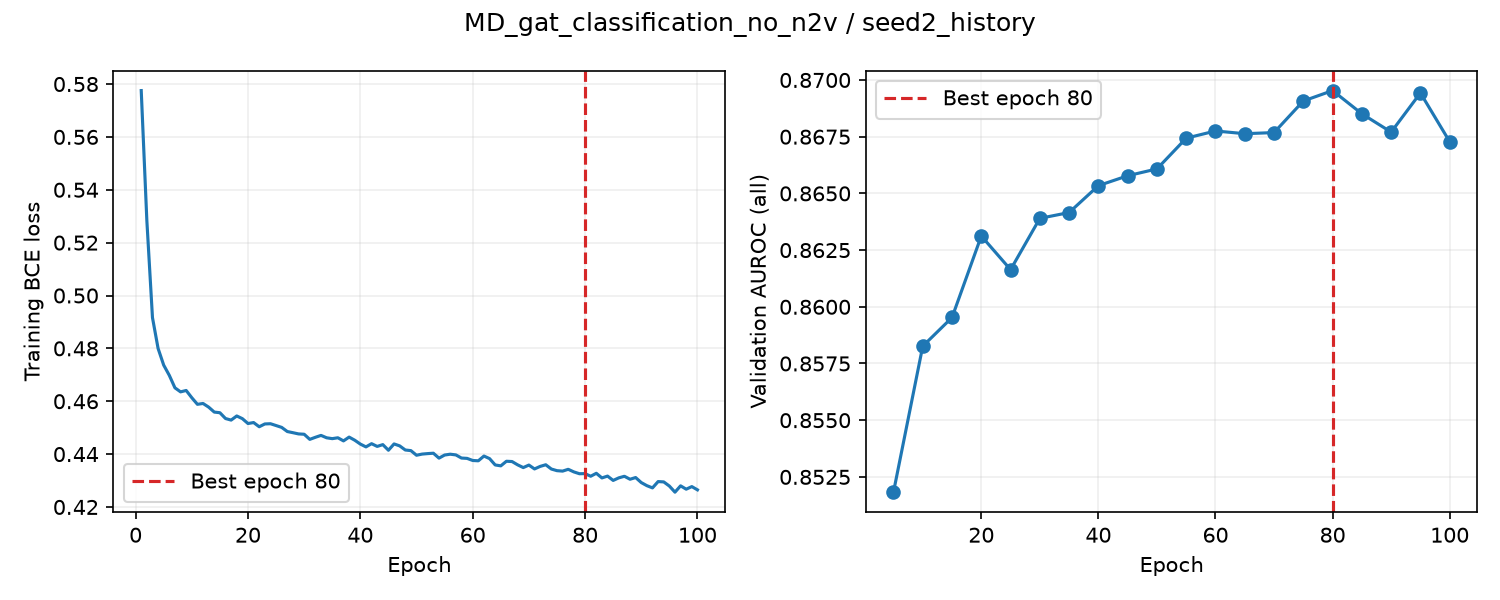 MD_gat_classification_no_n2v / seed2_history
0.58
0.56
0.54
0.52
0.50
0.48
0.46
0.44
0.42
Training BCE loss
Best epoch 80
0 20 40 60 80 100
Epoch
0.8700
0.8675
0.8650
0.8625
0.8600
0.8575
0.8550
0.8525
Validation AUROC (all)
Best epoch 80
20 40 60 80 100
Epoch